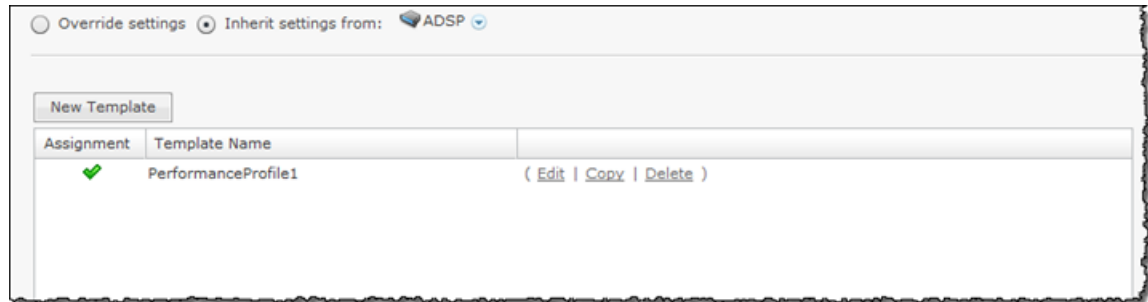 Override settings Inherit settings from: ADSP
New Template
Assignment Template Name
PerformanceProfile1 ( Edit | Copy | Delete )